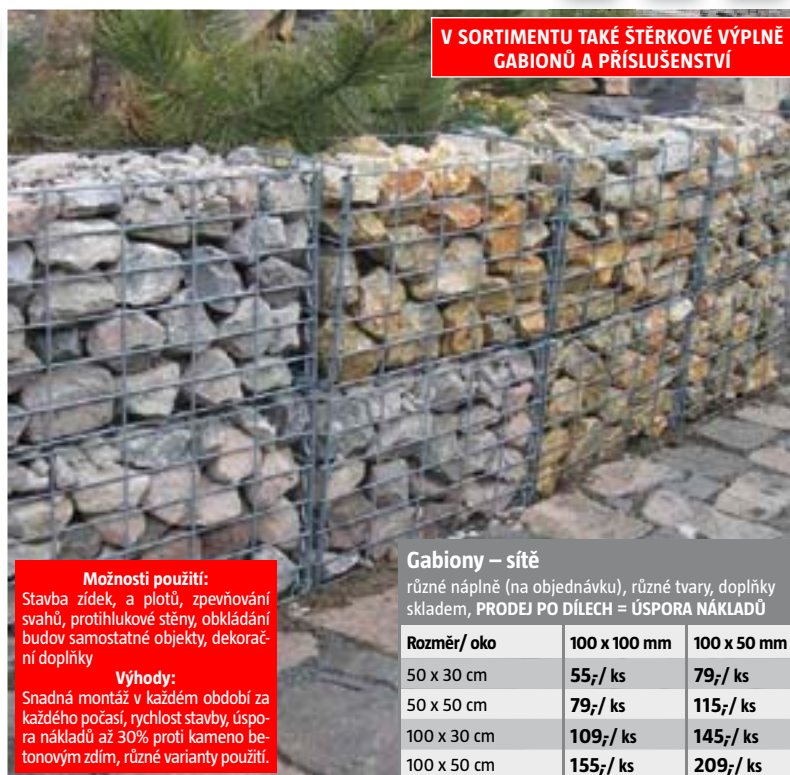 V SORTIMENTU TAKÉ ŠTĚRKOVÉ VÝPLNĚ
GABIONŮ A PŘÍSLUŠENSTVÍ
Možnosti použití:
Stavba zídek, a plotů, zpevňování
svahů, protihlukové stěny, obkládání
budov samostatné objekty, dekorač-
ní doplňky
Výhody:
Snadná montáž v každém období za
každého počasí, rychlost stavby, úspo-
ra nákladů až 30% proti kameno be-
tonovým zdím, různé varianty použití.
Gabiony – sítě
různé náplně (na objednávku), různé tvary, doplňky
skladem, PRODEJ PO DÍLECH = ÚSPORA NÁKLADŮ
Rozměr/ oko 100 x 100 mm 100 x 50 mm
50 x 30 cm 55,-/ ks 79,-/ ks
50 x 50 cm 79,-/ ks 115,-/ ks
100 x 30 cm 109,-/ ks 145,-/ ks
100 x 50 cm 155,-/ ks 209,-/ ks